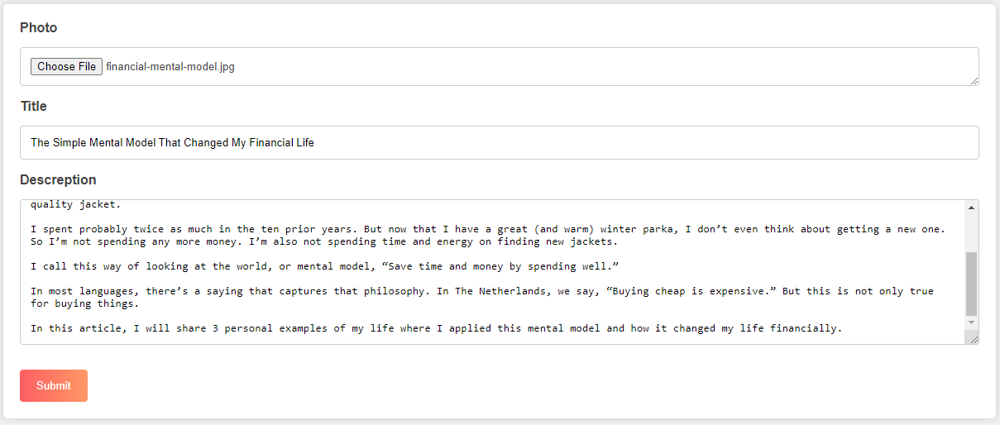 Photo
Choose File financial-mental-model.jpg
Title
The Simple Mental Model That Changed My Financial Life
Descreption
quality jacket.
I spent probably twice as much in the ten prior years. But now that I have a great (and warm) winter parka, I don’t even think about getting a new one.
So I’m not spending any more money. I’m also not spending time and energy on finding new jackets.
I call this way of looking at the world, or mental model, “Save time and money by spending well.”
In most languages, there’s a saying that captures that philosophy. In The Netherlands, we say, “Buying cheap is expensive.” But this is not only true
for buying things.
In this article, I will share 3 personal examples of my life where I applied this mental model and how it changed my life financially.
Submit